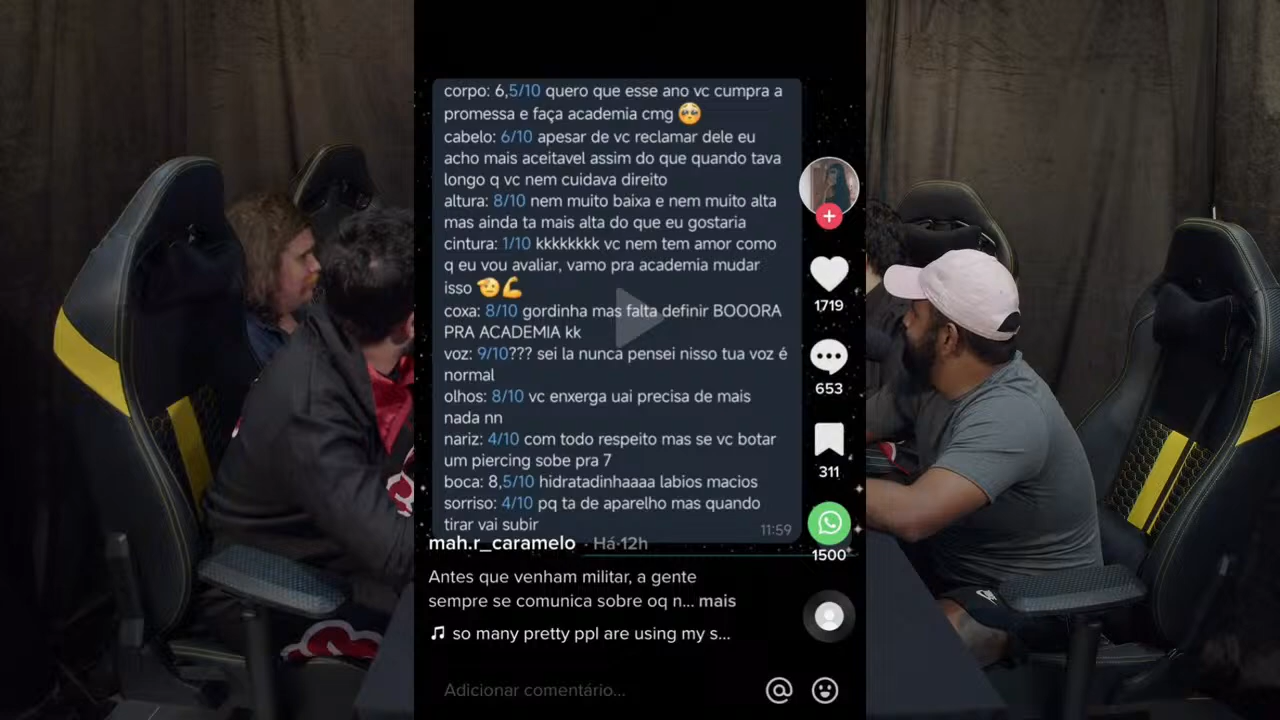 corpo: 6,5/10 quero que esse ano vc cumpra a
promessa e faça academia cmg 🥹
cabelo: 6/10 apesar de vc reclamar dele eu
acho mais aceitavel assim do que quando tava
longo q vc nem cuidava direito
altura: 8/10 nem muito baixa e nem muito alta
mas ainda ta mais alta do que eu gostaria
cintura: 1/10 kkkkkkkk vc nem tem amor como
q eu vou avaliar, vamo pra academia mudar
isso 🫡💪
coxa: 8/10 gordinha mas falta definir BOOORA
PRA ACADEMIA kk
voz: 9/10??? sei la nunca pensei nisso tua voz é
normal
olhos: 8/10 vc enxerga uai precisa de mais
nada nn
nariz: 4/10 com todo respeito mas se vc botar
um piercing sobe pra 7
boca: 8,5/10 hidratadinhaaaa labios macios
sorriso: 4/10 pq ta de aparelho mas quando
tirar vai subir
11:59
1719
653
311
1500
mah.r_caramelo · Há 12h
Antes que venham militar, a gente
sempre se comunica sobre oq n... mais
so many pretty ppl are using my s...
Adicionar comentário...